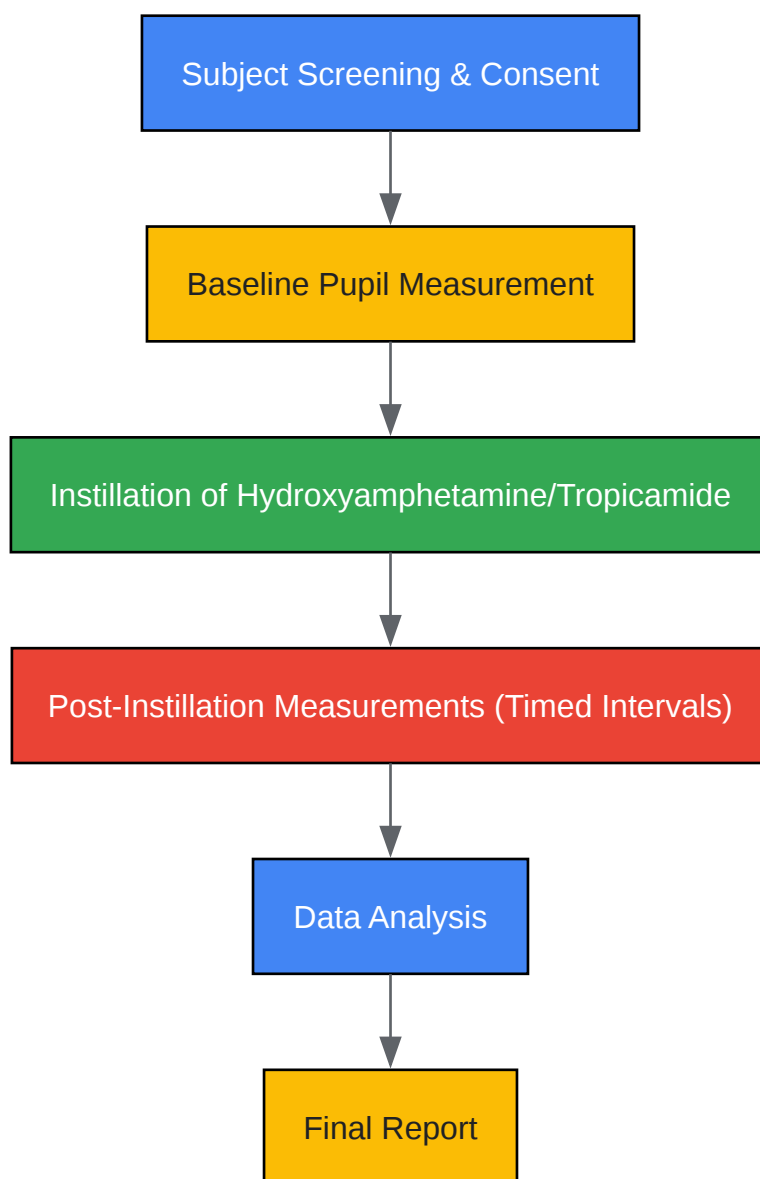 Subject Screening & Consent
Baseline Pupil Measurement
Instillation of Hydroxyamphetamine/Tropicamide
Post-Instillation Measurements (Timed Intervals)
Data Analysis
Final Report